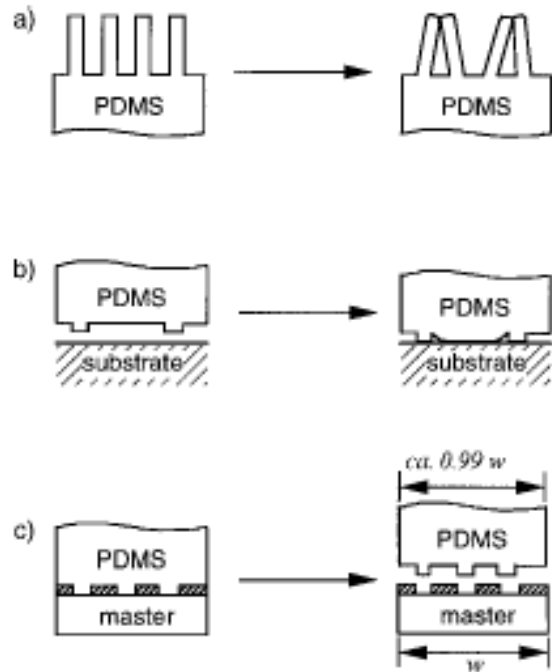 a)
PDMS
PDMS
b)
PDMS
substrate
PDMS
substrate
c)
PDMS
master
ca. 0.99 w
PDMS
master
w